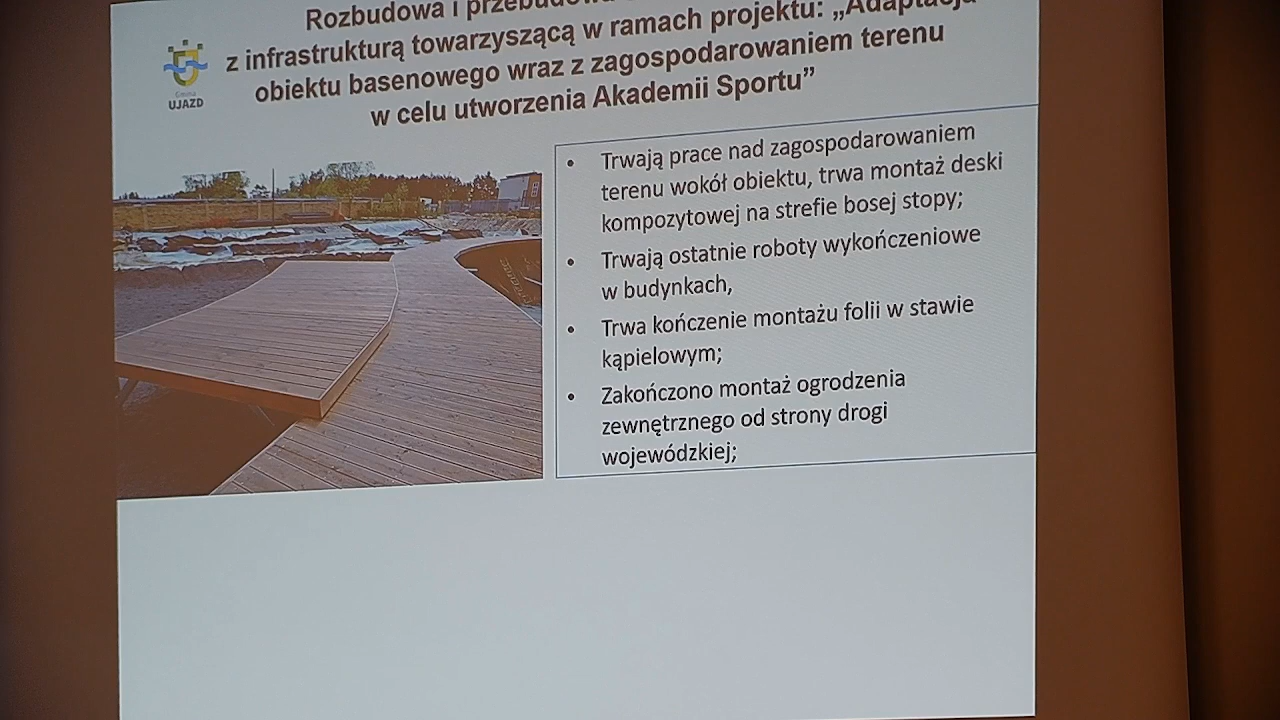 Rozbudowa i
z infrastrukturą towarzyszącą w ramach projektu: „Adaptacja
obiektu basenowego wraz z zagospodarowaniem terenu
w celu utworzenia Akademii Sportu”
Gmina
UJAZD
• Trwają prace nad zagospodarowaniem
terenu wokół obiektu, trwa montaż deski
kompozytowej na strefie bosej stopy;
• Trwają ostatnie roboty wykończeniowe
w budynkach,
• Trwa kończenie montażu folii w stawie
kąpielowym;
• Zakończono montaż ogrodzenia
zewnętrznego od strony drogi
wojewódzkiej;